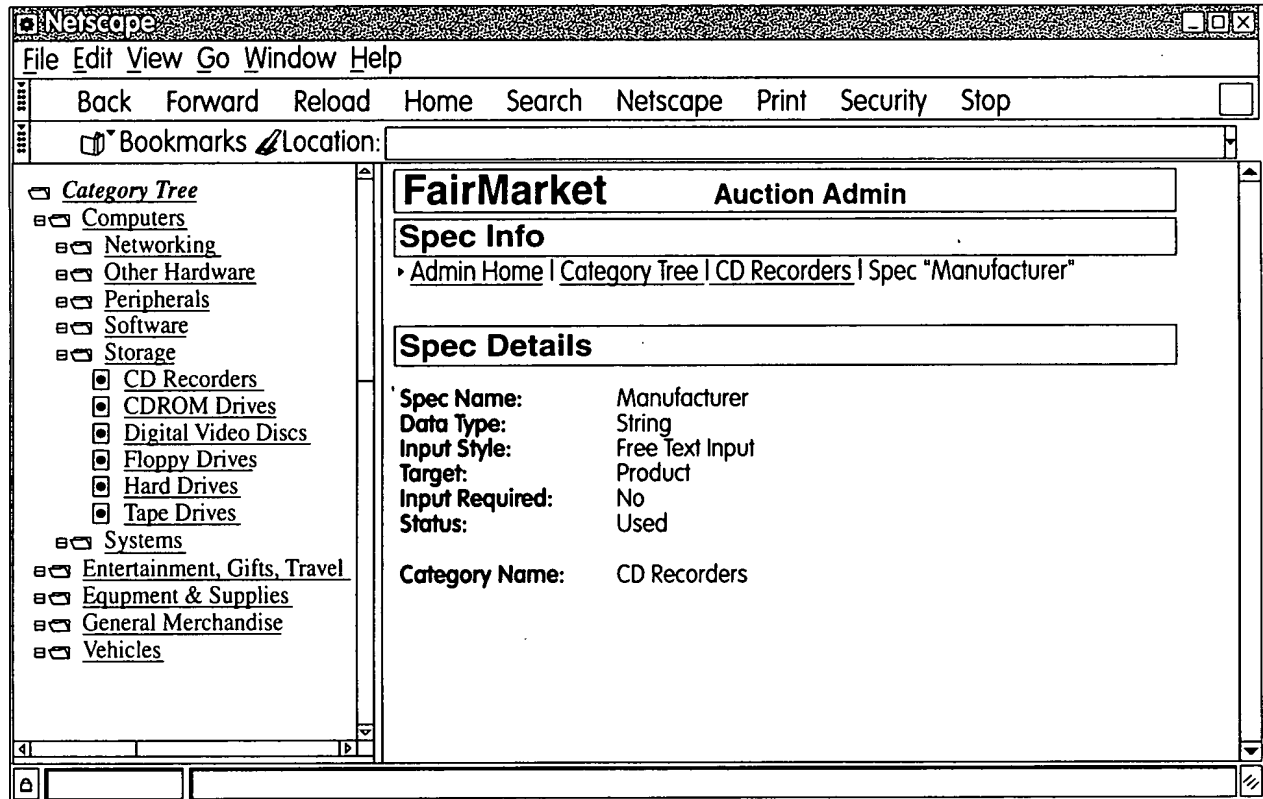 Netscape
File Edit View Go Window Help
Back Forward Reload Home Search Netscape Print Security Stop
Bookmarks Location:
Category Tree
Computers
Networking
Other Hardware
Peripherals
Software
Storage
CD Recorders
CDROM Drives
Digital Video Discs
Floppy Drives
Hard Drives
Tape Drives
Systems
Entertainment, Gifts, Travel
Equpment & Supplies
General Merchandise
Vehicles
FairMarket Auction Admin
Spec Info
Admin Home | Category Tree | CD Recorders | Spec "Manufacturer"
Spec Details
Spec Name: Manufacturer
Data Type: String
Input Style: Free Text Input
Target: Product
Input Required: No
Status: Used
Category Name: CD Recorders